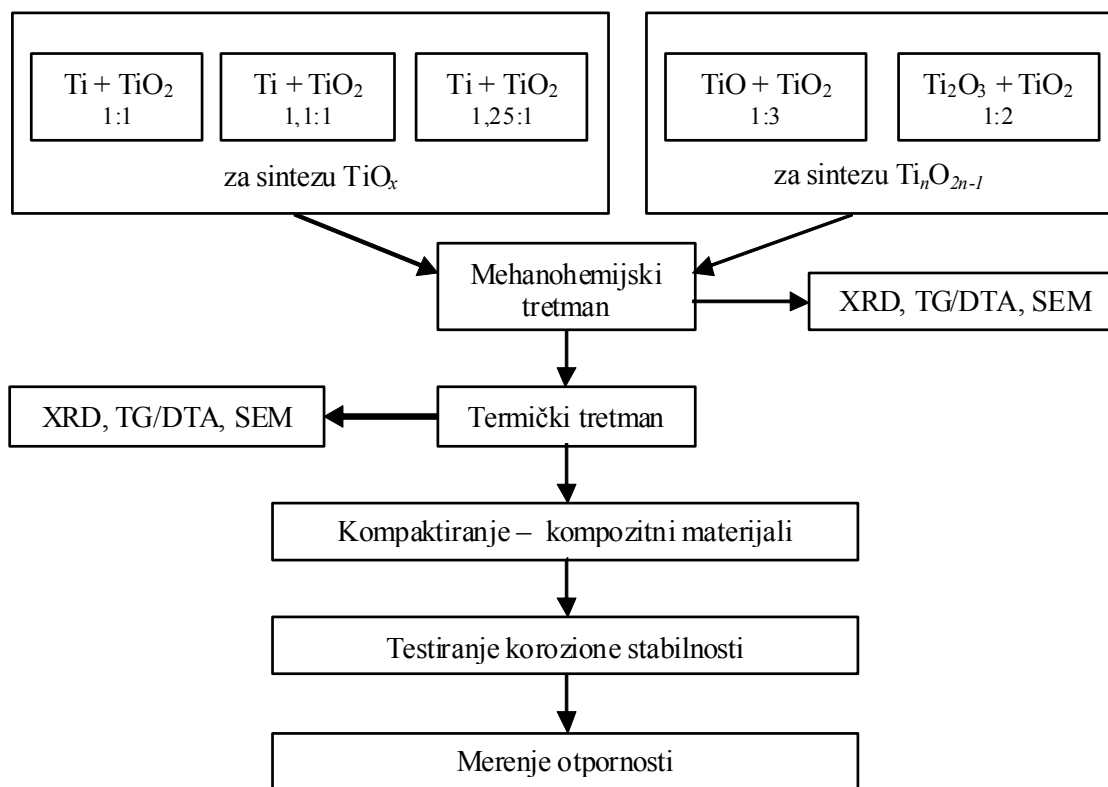 Ti + TiO₂
1:1
Ti + TiO₂
1,1:1
Ti + TiO₂
1,25:1
za sintezu TiOₓ
TiO + TiO₂
1:3
Ti₂O₃ + TiO₂
1:2
za sintezu TiₙO₂ₙ₋₁
Mehanohemijski
tretman
XRD, TG/DTA, SEM
XRD, TG/DTA, SEM
Termički tretman
Kompaktiranje – kompozitni materijali
Testiranje korozione stabilnosti
Merenje otpornosti